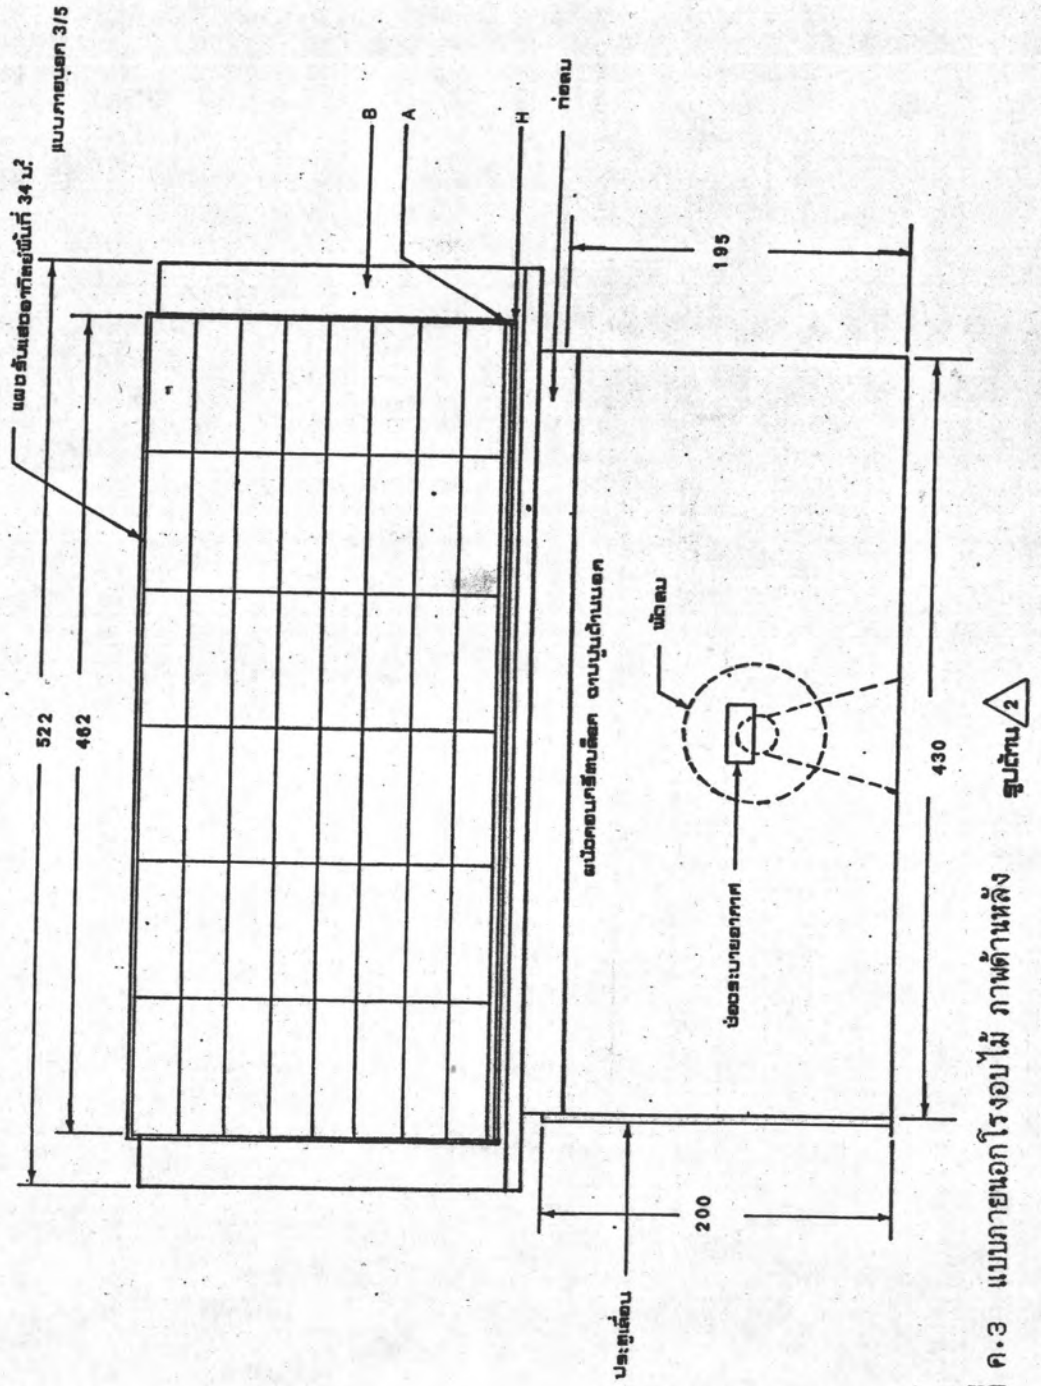 แบบภายนอก 3/5
แผงรับแสงอาทิตย์พื้นที่ 34 ม.²
522
462
B
A
H
ท่อลม
195
ผนังคอนกรีตบล็อค ฉาบปูนด้านนอก
พัดลม
ช่องระบายอากาศ
ประตูเลื่อน
200
430
รูปด้าน 2
ค.3 แบบภายนอกโรงอบไม้ ภาพด้านหลัง